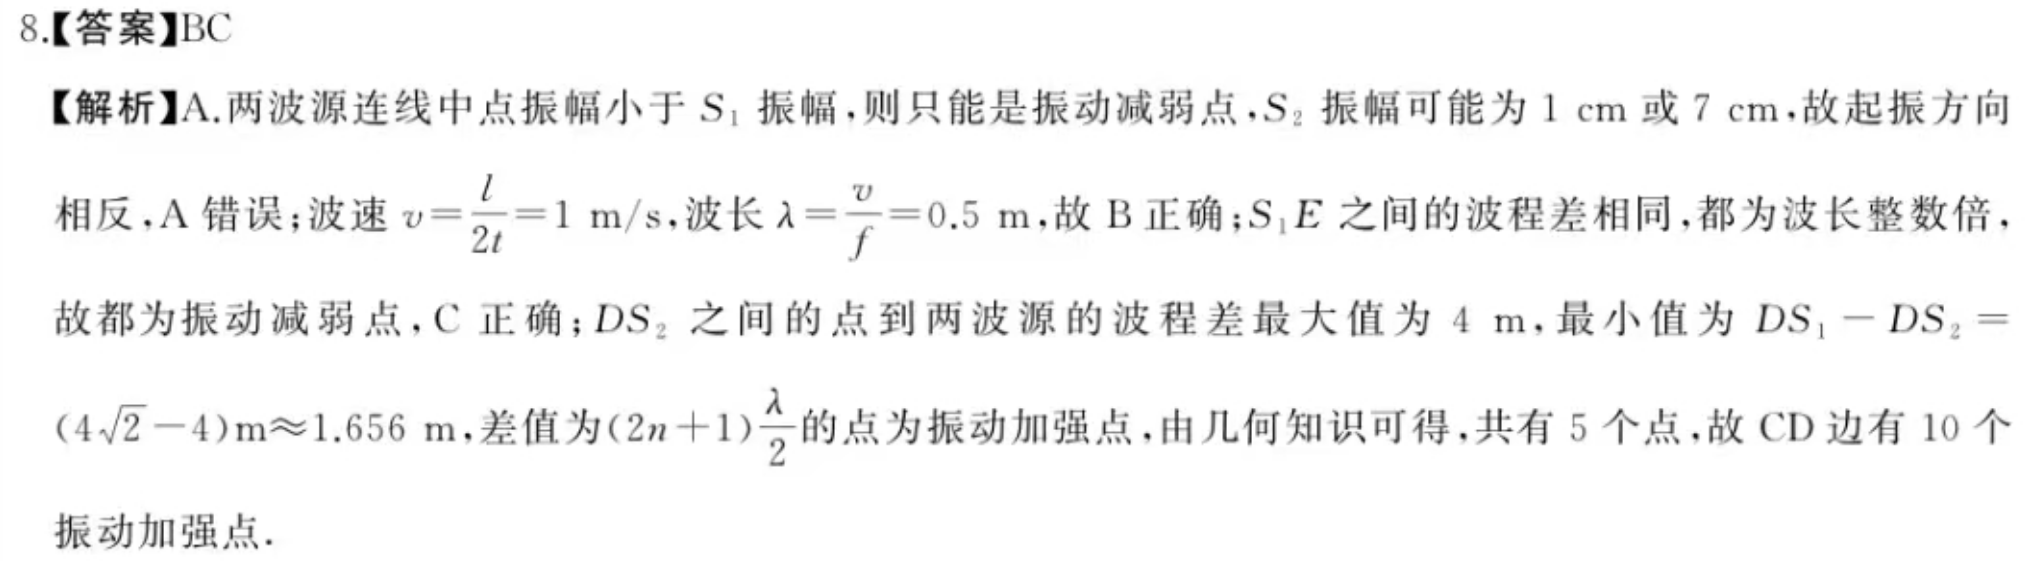 8.【答案】BC
【解析】A.两波源连线中点振幅小于 S₁ 振幅,则只能是振动减弱点,S₂ 振幅可能为 1 cm 或 7 cm,故起振方向
相反,A 错误;波速 v=l/2t=1 m/s,波长 λ=v/f=0.5 m,故 B 正确;S₁E 之间的波程差相同,都为波长整数倍,
故都为振动减弱点,C 正确;DS₂ 之间的点到两波源的波程差最大值为 4 m,最小值为 DS₁-DS₂=
(4√2-4)m≈1.656 m,差值为(2n+1)λ/2的点为振动加强点,由几何知识可得,共有 5 个点,故 CD 边有 10 个
振动加强点.